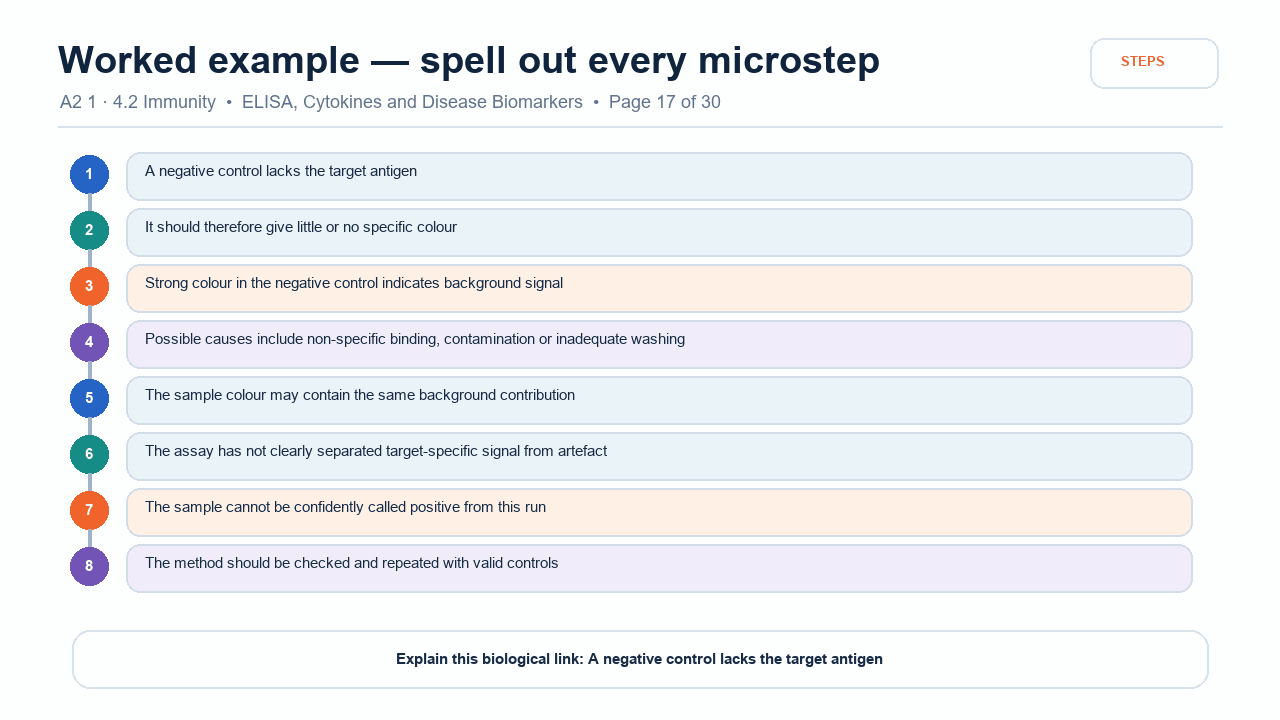 Worked example — spell out every microstep
STEPS
A2 1 · 4.2 Immunity • ELISA, Cytokines and Disease Biomarkers • Page 17 of 30
1 A negative control lacks the target antigen
2 It should therefore give little or no specific colour
3 Strong colour in the negative control indicates background signal
4 Possible causes include non-specific binding, contamination or inadequate washing
5 The sample colour may contain the same background contribution
6 The assay has not clearly separated target-specific signal from artefact
7 The sample cannot be confidently called positive from this run
8 The method should be checked and repeated with valid controls
Explain this biological link: A negative control lacks the target antigen